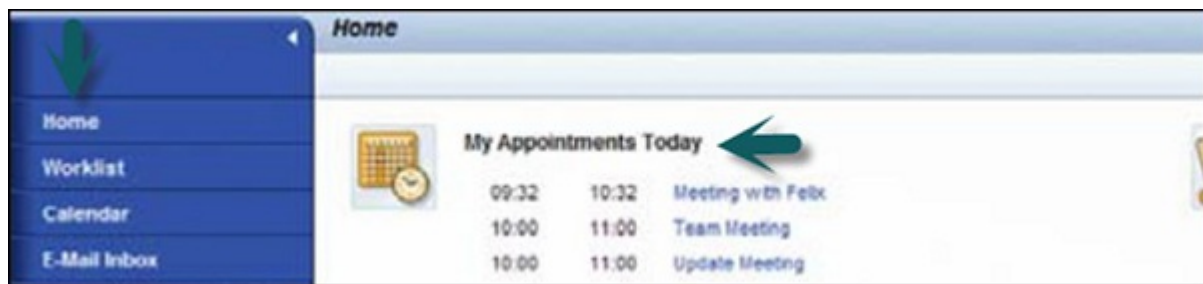 Home
Home
Worklist
Calendar
E-Mail Inbox
My Appointments Today
09:32 10:32 Meeting with Felix
10:00 11:00 Team Meeting
10:00 11:00 Update Meeting